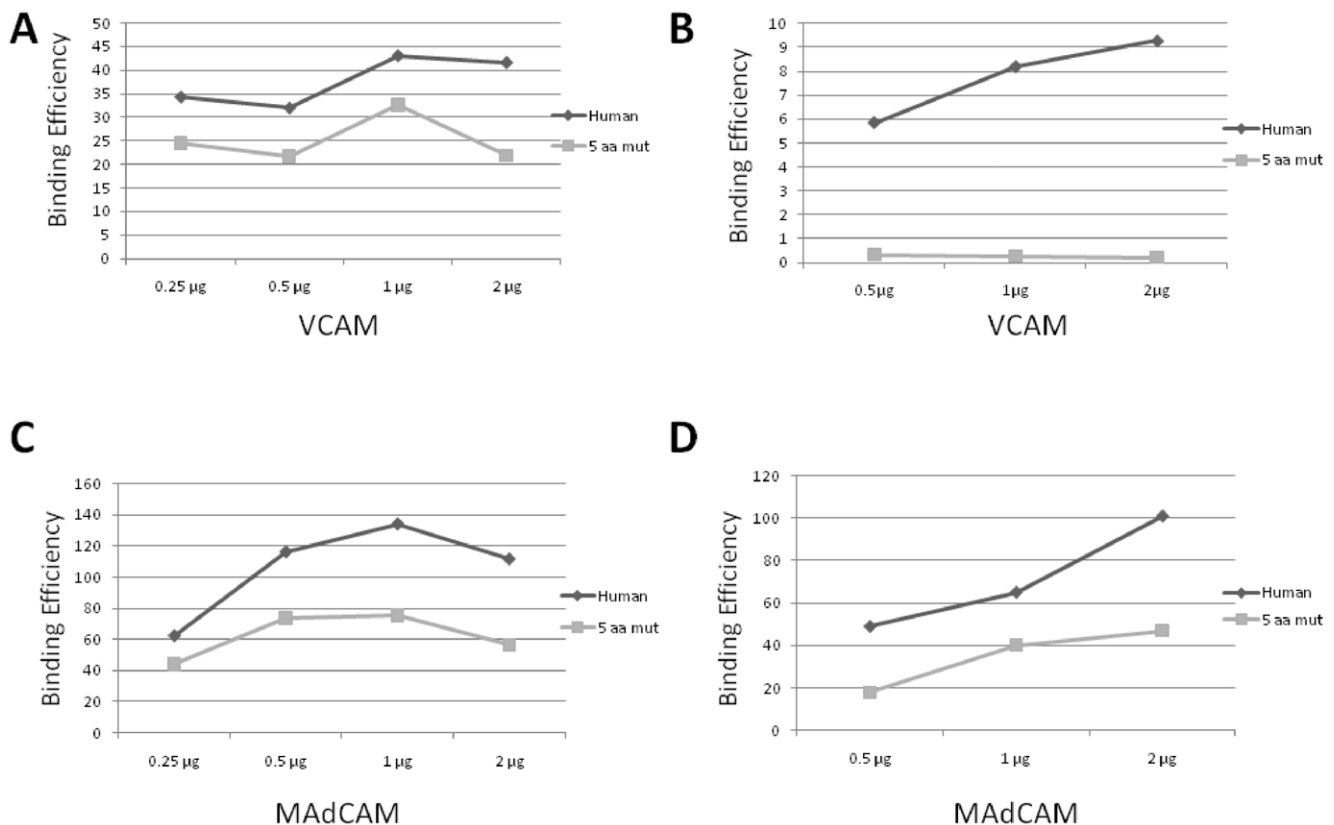 A
Binding Efficiency
50
45
40
35
30
25
20
15
10
5
0
0.25 µg 0.5 µg 1 µg 2 µg
VCAM
Human
5 aa mut
B
Binding Efficiency
10
9
8
7
6
5
4
3
2
1
0
0.5µg 1µg 2µg
VCAM
Human
5 aa mut
C
Binding Efficiency
160
140
120
100
80
60
40
20
0
0.25 µg 0.5 µg 1 µg 2 µg
MAdCAM
Human
5 aa mut
D
Binding Efficiency
120
100
80
60
40
20
0
0.5 µg 1 µg 2 µg
MAdCAM
Human
5 aa mut